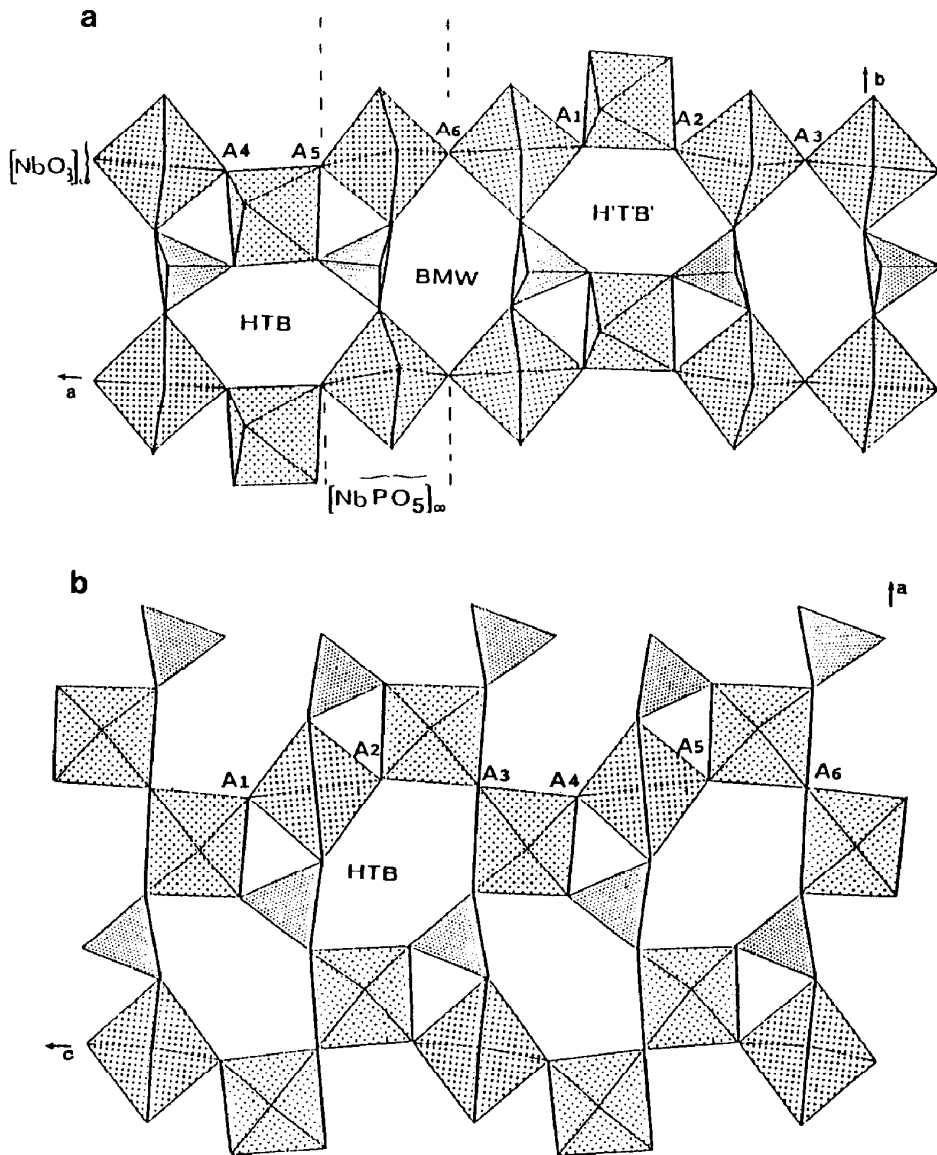 a
A4 A5 A6 A1 A2 A3 b
[NbO3]
H'T'B'
BMW
HTB
a
[NbPO5]∞
b
a
A1 A2 A3 A4 A5 A6
HTB
c